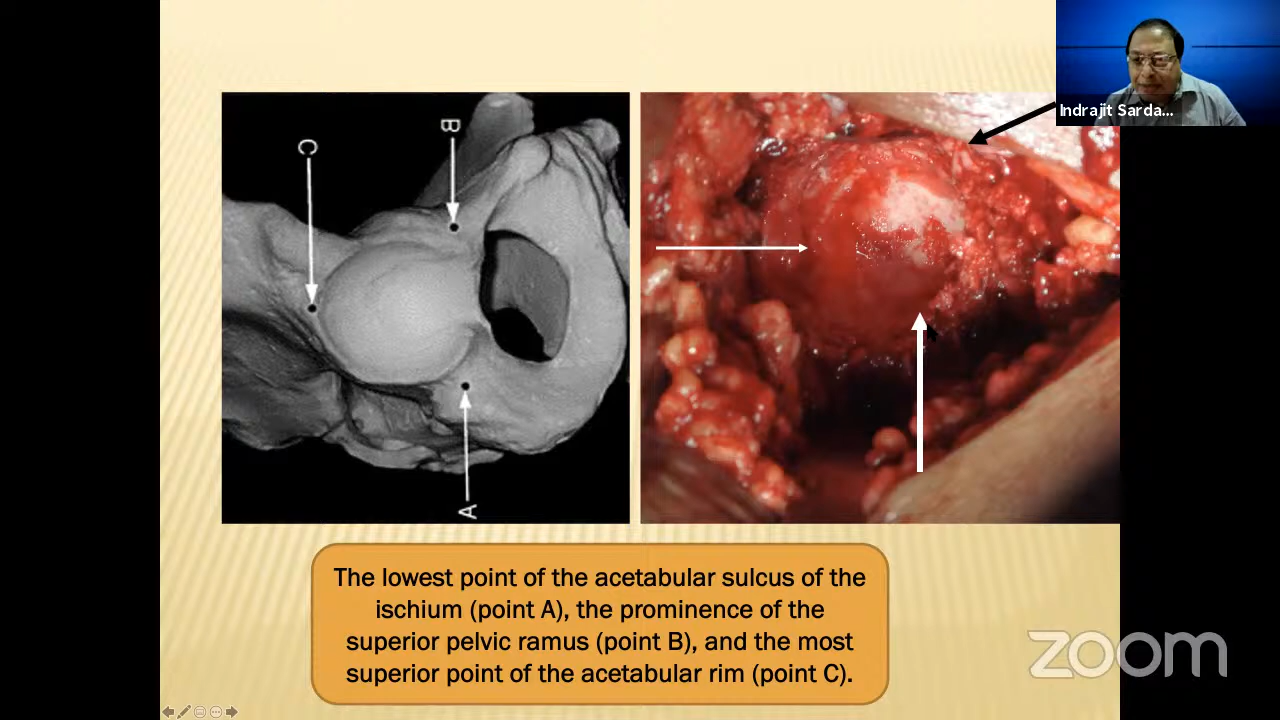 C
B
A
Indrajit Sarda...
The lowest point of the acetabular sulcus of the
ischium (point A), the prominence of the
superior pelvic ramus (point B), and the most
superior point of the acetabular rim (point C).
zoom